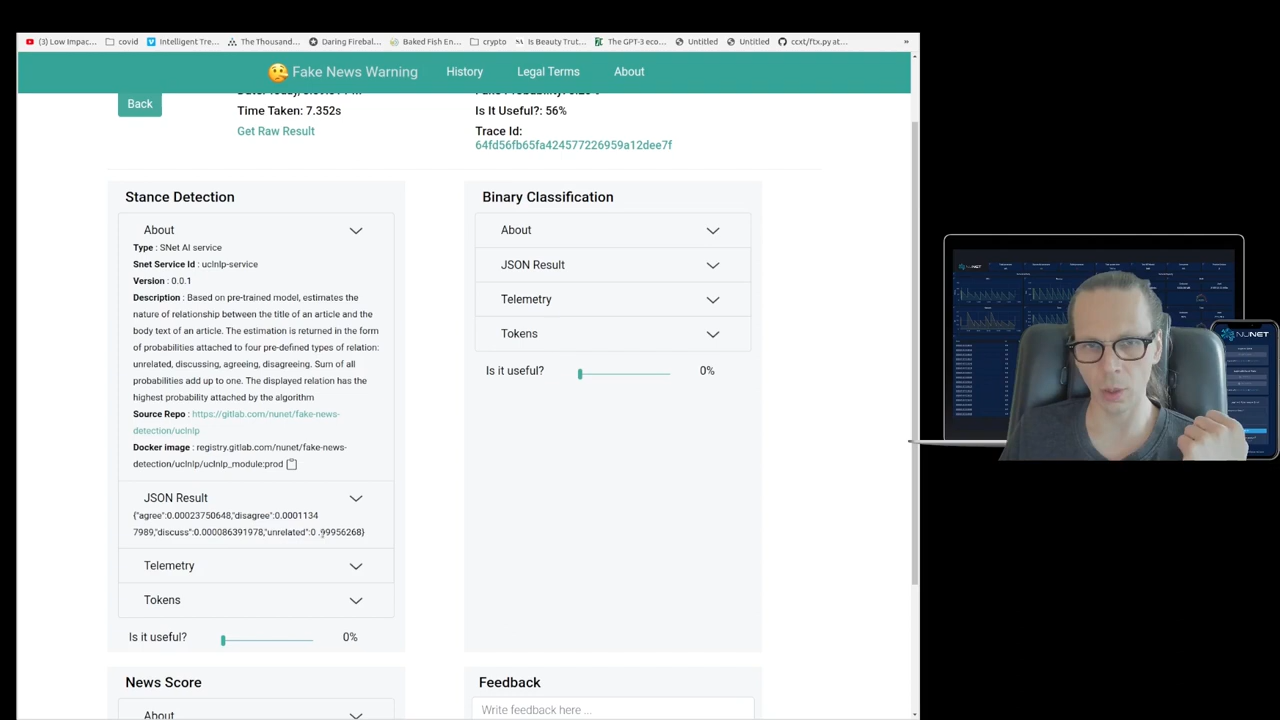 (3) Low Impac...
covid
Intelligent Tre...
The Thousand...
Daring Firebal...
Baked Fish En...
crypto
Is Beauty Trut...
The GPT-3 eco...
Untitled
Untitled
ccxt/ftx.py at...
»
Fake News Warning
History
Legal Terms
About
Back
Time Taken: 7.352s
Get Raw Result
Is It Useful?: 56%
Trace Id:
64fd56fb65fa424577226959a12dee7f
Stance Detection
About
Type : SNet AI service
Snet Service Id : uclnlp-service
Version : 0.0.1
Description : Based on pre-trained model, estimates the
nature of relationship between the title of an article and the
body text of an article. The estimation is returned in the form
of probabilities attached to four pre-defined types of relation:
unrelated, discussing, agreeing, disagreeing. Sum of all
probabilities add up to one. The displayed relation has the
highest probability attached by the algorithm
Source Repo : https://gitlab.com/nunet/fake-news-
detection/uclnlp
Docker image : registry.gitlab.com/nunet/fake-news-
detection/uclnlp/uclnlp_module:prod
JSON Result
{"agree":0.00023750648,"disagree":0.0001134
7989,"discuss":0.000086391978,"unrelated":0.99956268}
Telemetry
Tokens
Is it useful?
0%
Binary Classification
About
JSON Result
Telemetry
Tokens
Is it useful?
0%
News Score
About
Feedback
Write feedback here ...
NUNET